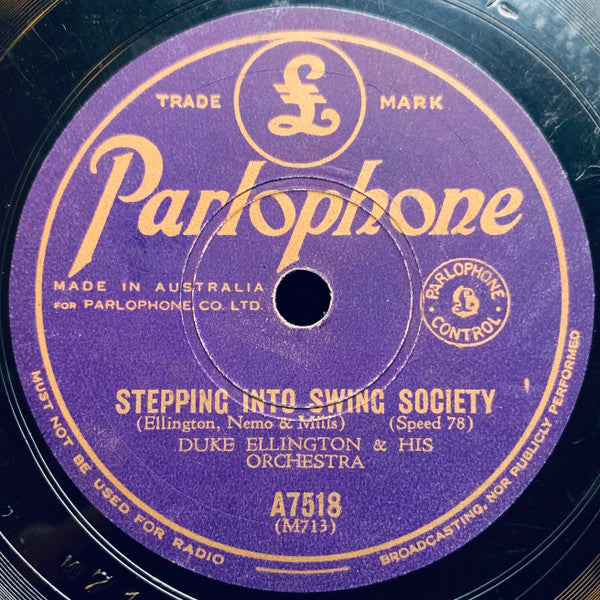 £
TRADE MARK
Parlophone
MADE IN AUSTRALIA
FOR PARLOPHONE CO. LTD.
PARLOPHONE
£
CONTROL
STEPPING INTO SWING SOCIETY
(Ellington, Nemo & Mills) (Speed 78)
DUKE ELLINGTON & HIS
ORCHESTRA
A7518
(M713)
MUST NOT BE USED FOR RADIO
BROADCASTING, NOR PUBLICLY PERFORMED